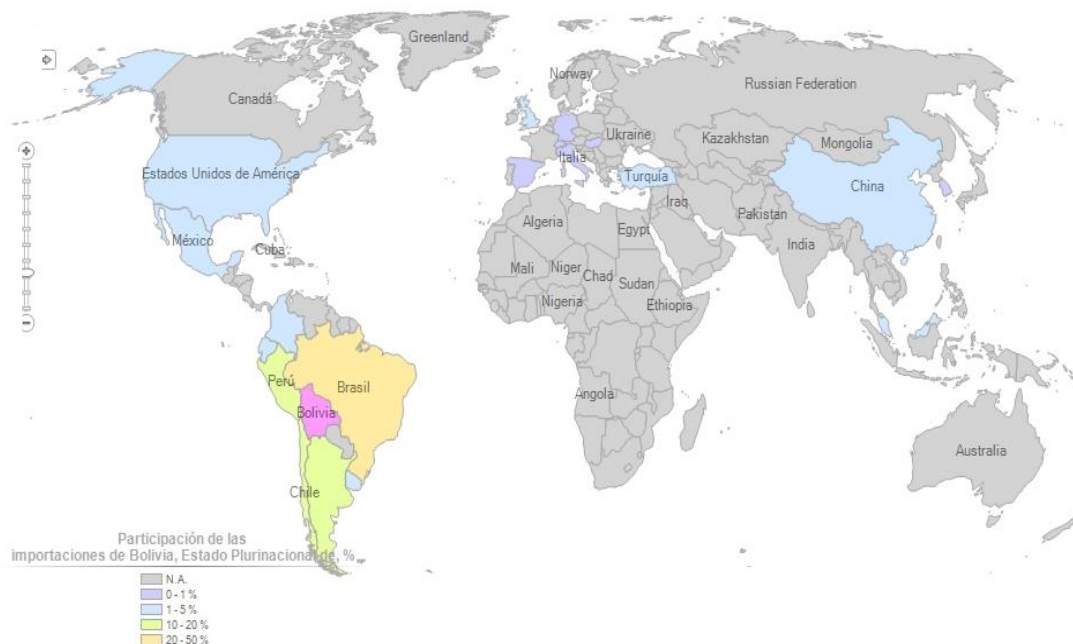 Greenland
Norway
Russian Federation
Canadá
Ukraine
Kazakhstan
Mongolia
Italia
Estados Unidos de América
Turquía
China
Iraq
Pakistan
Algeria
Egypt
India
México
Cuba
Mali
Niger
Chad
Sudan
Nigeria
Ethiopia
Perú
Brasil
Angola
Bolivia
Australia
Chile
Participación de las
importaciones de Bolivia, Estado Plurinacional de, %
N.A.
0 - 1 %
1 - 5 %
10 - 20 %
20 - 50 %